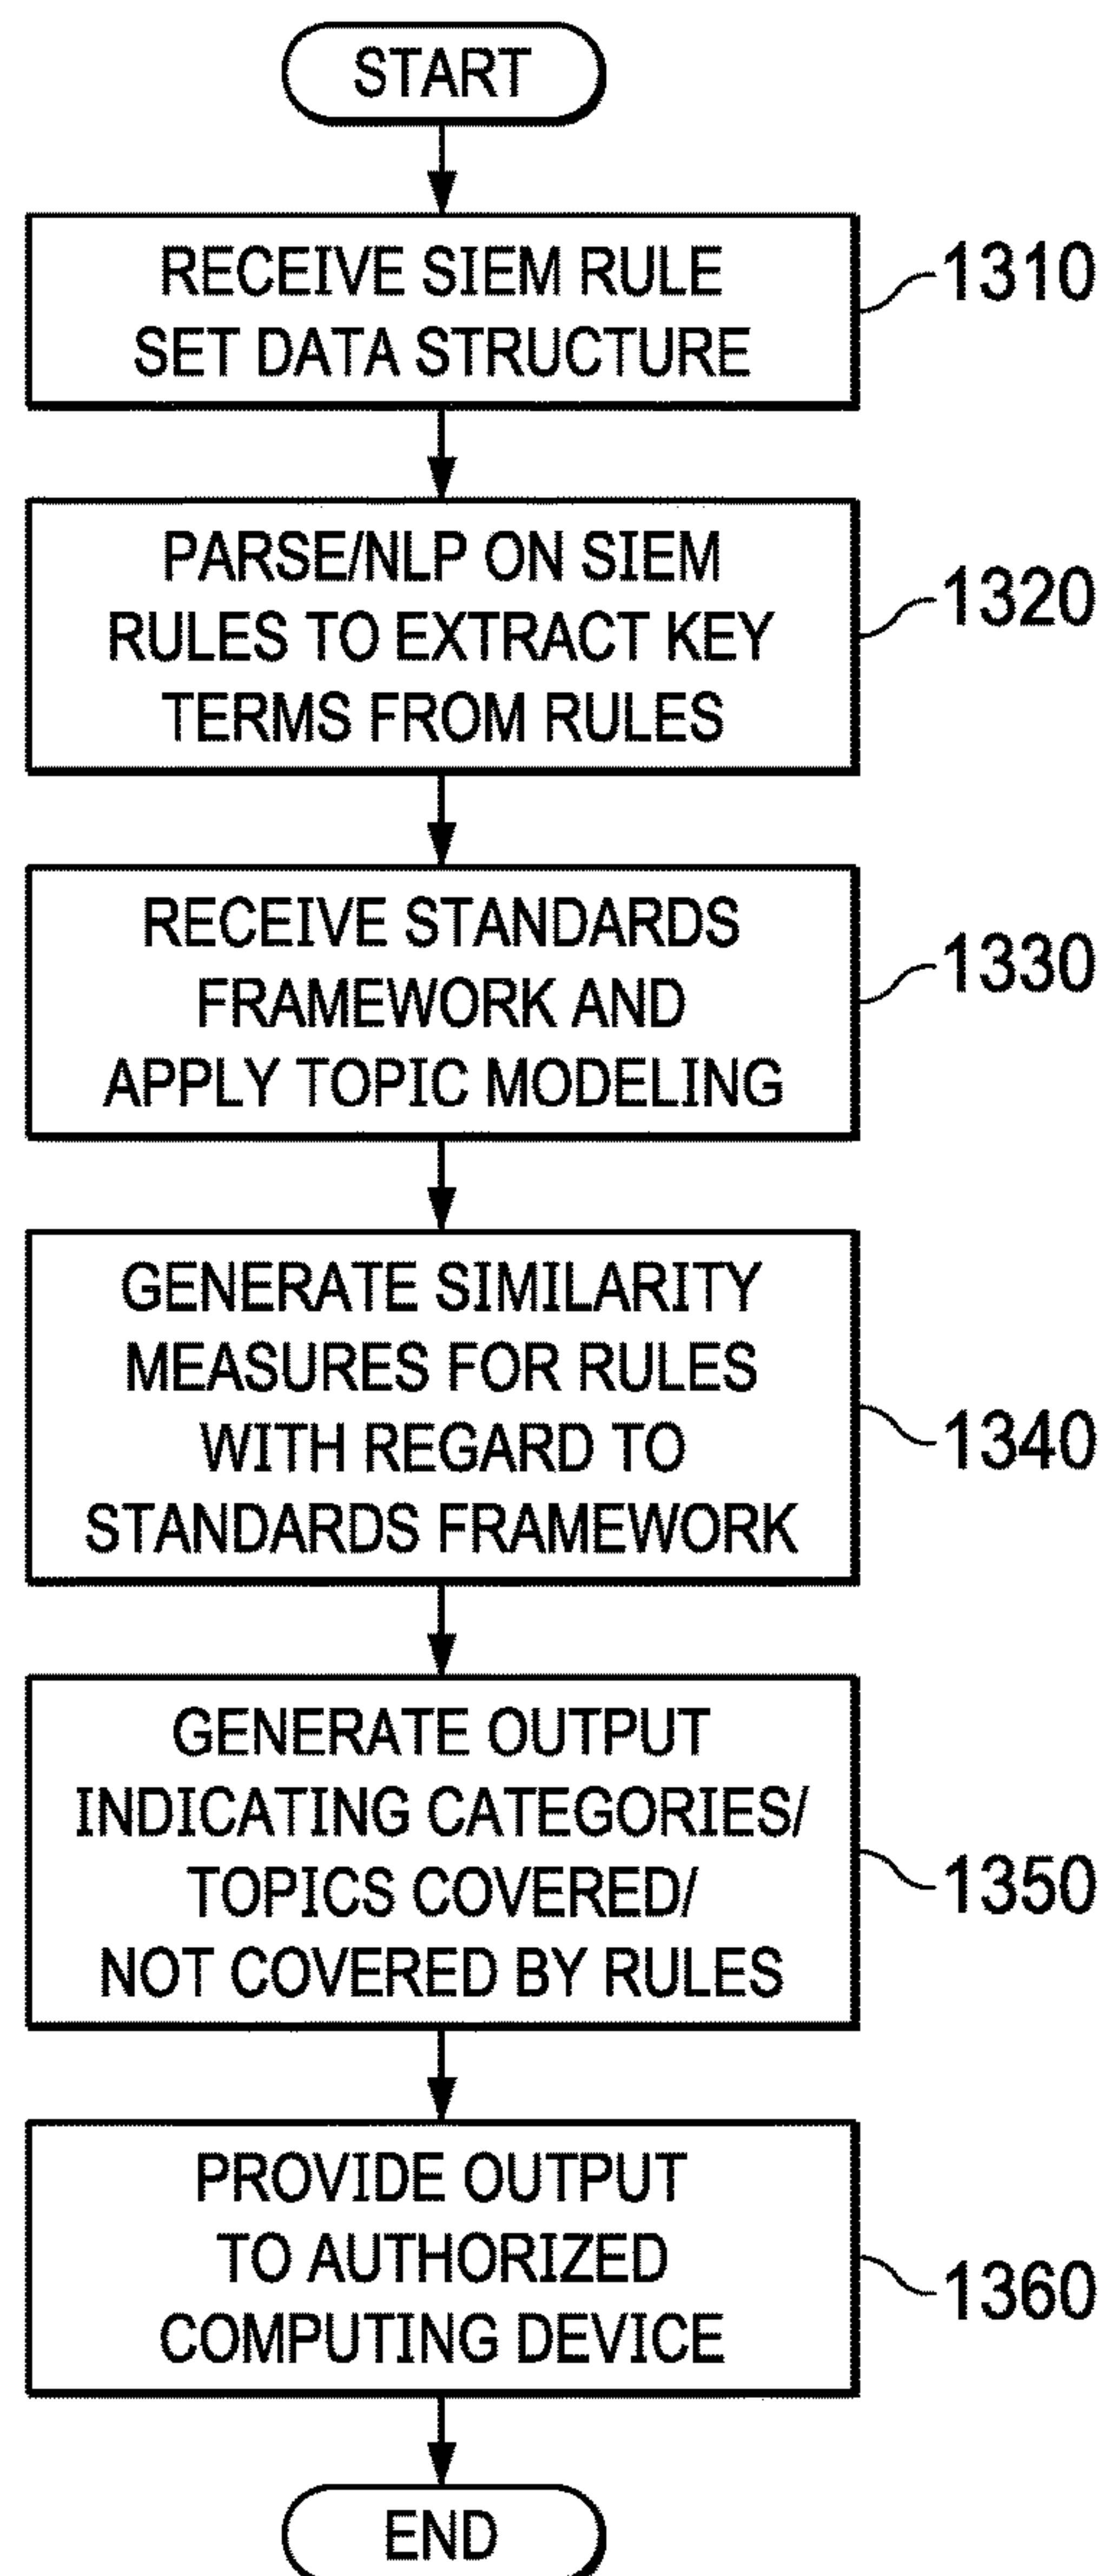 START
RECEIVE SIEM RULE
SET DATA STRUCTURE
1310
PARSE/NLP ON SIEM
RULES TO EXTRACT KEY
TERMS FROM RULES
1320
RECEIVE STANDARDS
FRAMEWORK AND
APPLY TOPIC MODELING
1330
GENERATE SIMILARITY
MEASURES FOR RULES
WITH REGARD TO
STANDARDS FRAMEWORK
1340
GENERATE OUTPUT
INDICATING CATEGORIES/
TOPICS COVERED/
NOT COVERED BY RULES
1350
PROVIDE OUTPUT
TO AUTHORIZED
COMPUTING DEVICE
1360
END